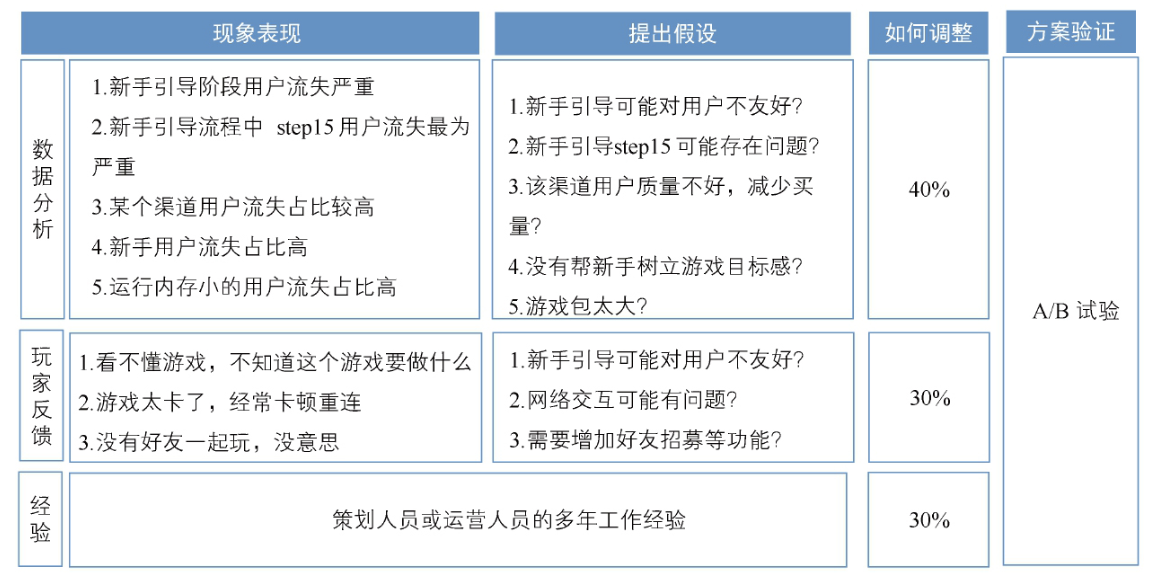 现象表现
提出假设
如何调整
方案验证
数据分析
1.新手引导阶段用户流失严重
2.新手引导流程中 step15用户流失最为
严重
3.某个渠道用户流失占比较高
4.新手用户流失占比高
5.运行内存小的用户流失占比高
1.新手引导可能对用户不友好?
2.新手引导step15可能存在问题?
3.该渠道用户质量不好，减少买
量?
4.没有帮新手树立游戏目标感?
5.游戏包太大?
40%
A/B 试验
玩家反馈
1.看不懂游戏，不知道这个游戏要做什么
2.游戏太卡了，经常卡顿重连
3.没有好友一起玩，没意思
1.新手引导可能对用户不友好?
2.网络交互可能有问题?
3.需要增加好友招募等功能?
30%
经验
策划人员或运营人员的多年工作经验
30%